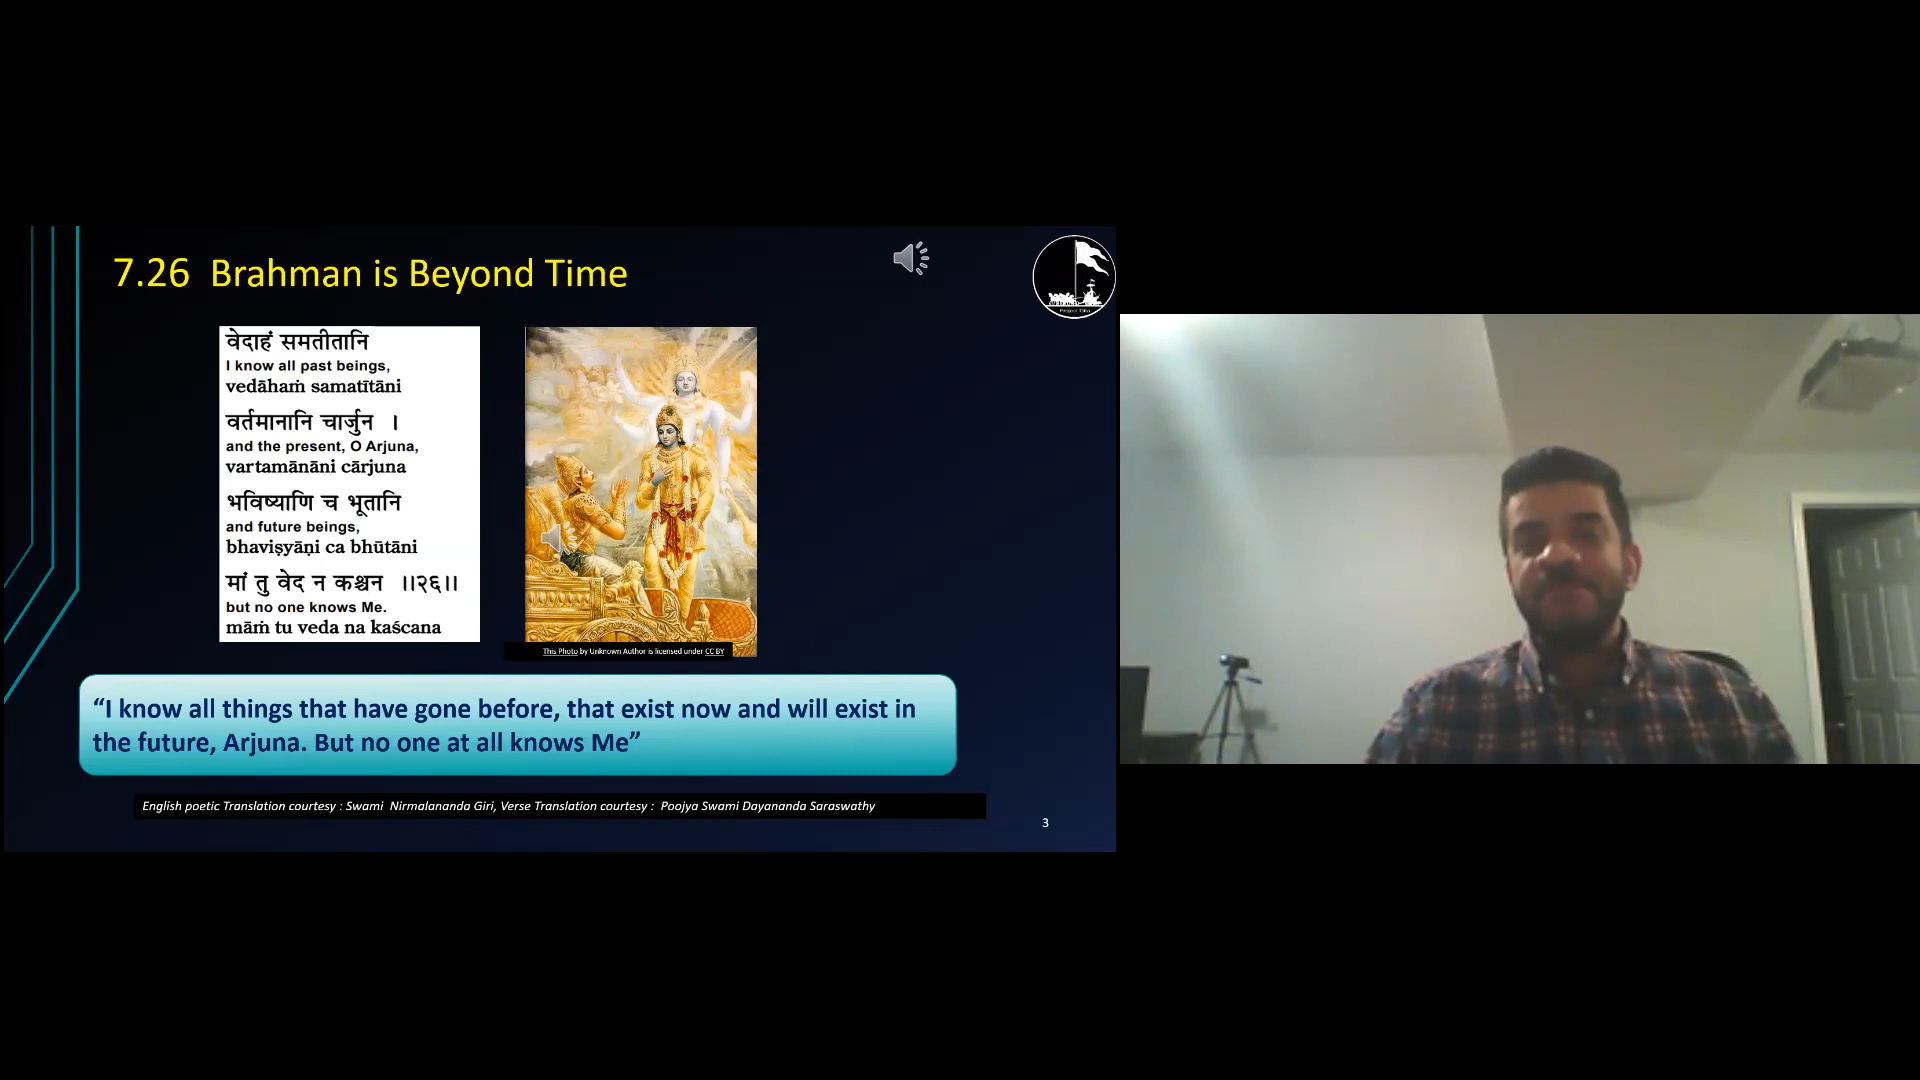 7.26 Brahman is Beyond Time
वेदाहं समतीतानि
I know all past beings,
vedāhaṁ samatītāni
वर्तमानानि चार्जुन ।
and the present, O Arjuna,
vartamānāni cārjuna
भविष्याणि च भूतानि
and future beings,
bhaviṣyāṇi ca bhūtāni
मां तु वेद न कश्चन ।।२६।।
but no one knows Me.
māṁ tu veda na kaścana
This Photo by Unknown Author is licensed under CC BY
“I know all things that have gone before, that exist now and will exist in
the future, Arjuna. But no one at all knows Me”
English poetic Translation courtesy : Swami Nirmalananda Giri, Verse Translation courtesy : Poojya Swami Dayananda Saraswathy
3
Project Gita